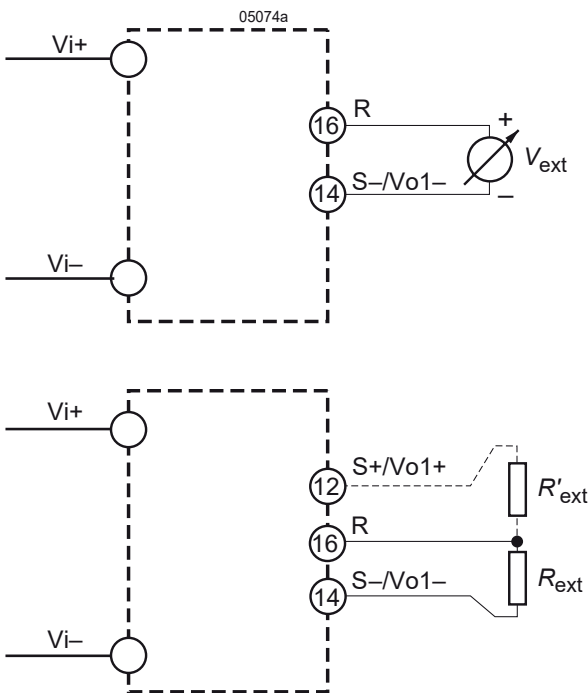 05074a
Vi+
16
R
+
Vext
14
S–/Vo1–
–
Vi–
Vi+
S+/Vo1+
12
R'ext
R
16
S–/Vo1–
Rext
14
Vi–